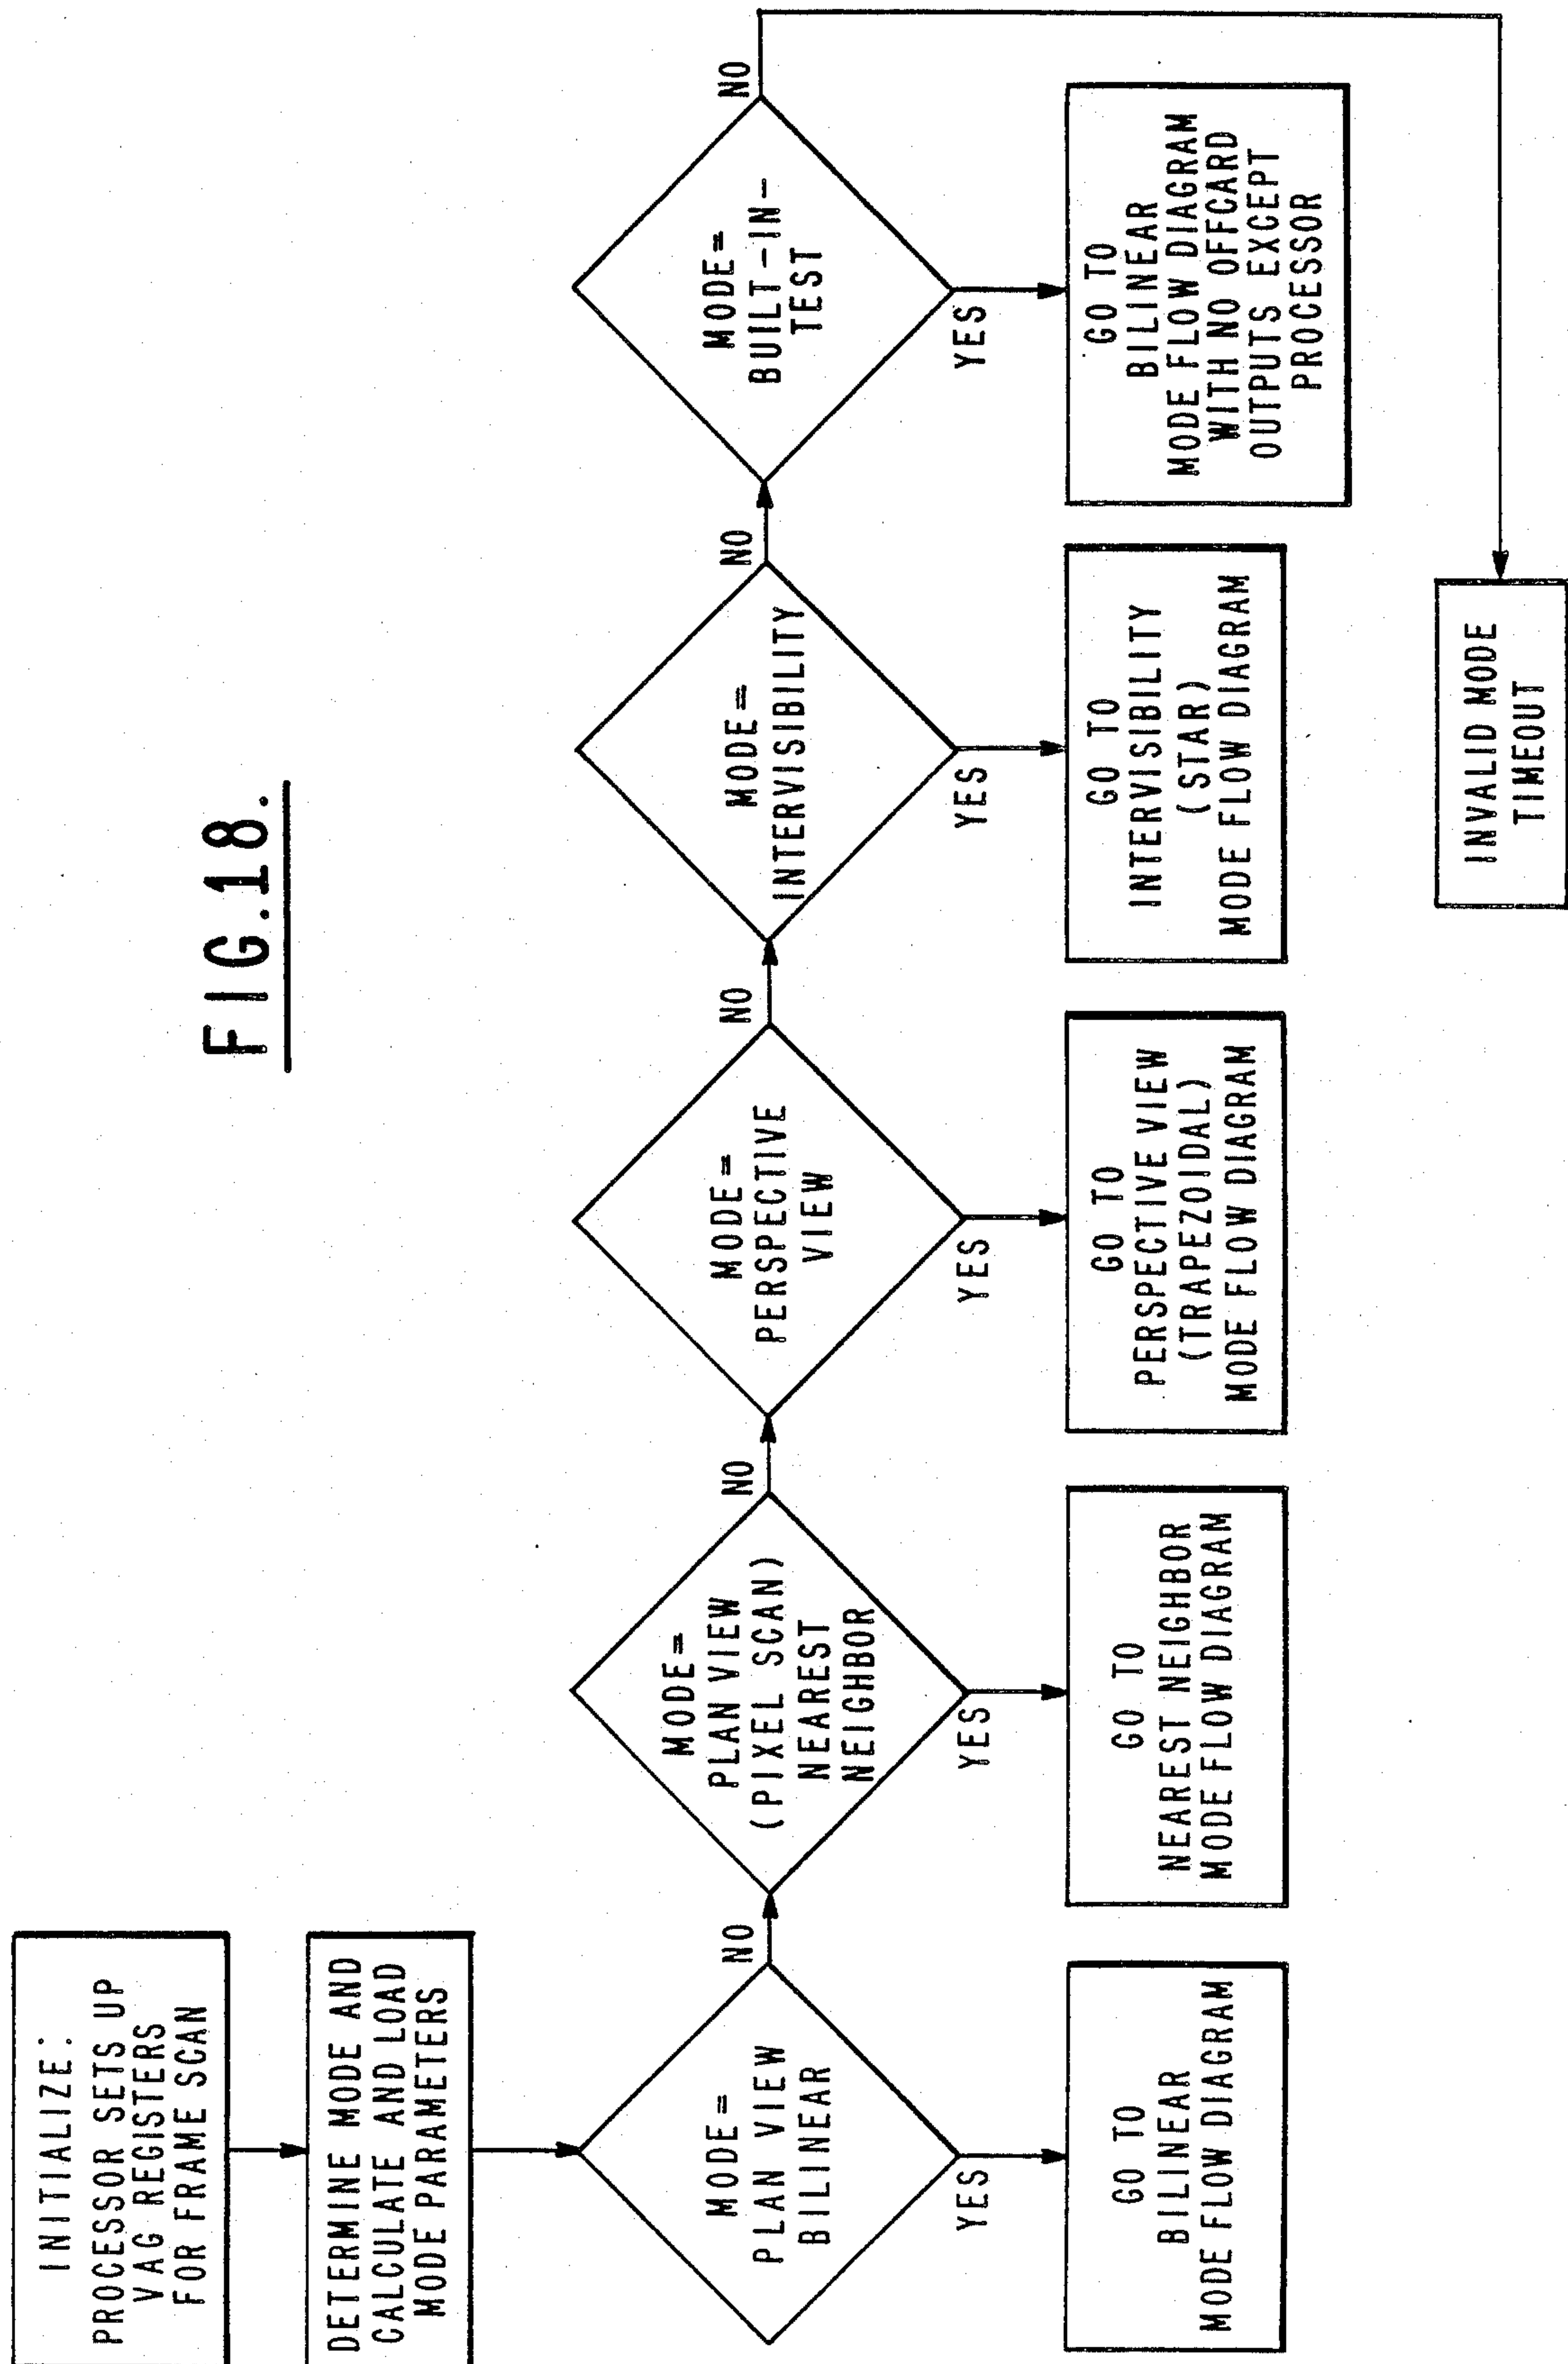 FIG.18.
INITIALIZE:
PROCESSOR SETS UP
VAG REGISTERS
FOR FRAME SCAN
DETERMINE MODE AND
CALCULATE AND LOAD
MODE PARAMETERS
MODE=
PLAN VIEW
BILINEAR
NO
YES
GO TO
BILINEAR
MODE FLOW DIAGRAM
MODE=
PLAN VIEW
(PIXEL SCAN)
NEAREST
NEIGHBOR
NO
YES
GO TO
NEAREST NEIGHBOR
MODE FLOW DIAGRAM
MODE=
PERSPECTIVE
VIEW
NO
YES
GO TO
PERSPECTIVE VIEW
(TRAPEZOIDAL)
MODE FLOW DIAGRAM
MODE=
INTERVISIBILITY
NO
YES
GO TO
INTERVISIBILITY
(STAR)
MODE FLOW DIAGRAM
MODE=
BUILT-IN-
TEST
NO
YES
GO TO
BILINEAR
MODE FLOW DIAGRAM
WITH NO OFFCARD
OUTPUTS EXCEPT
PROCESSOR
INVALID MODE
TIMEOUT